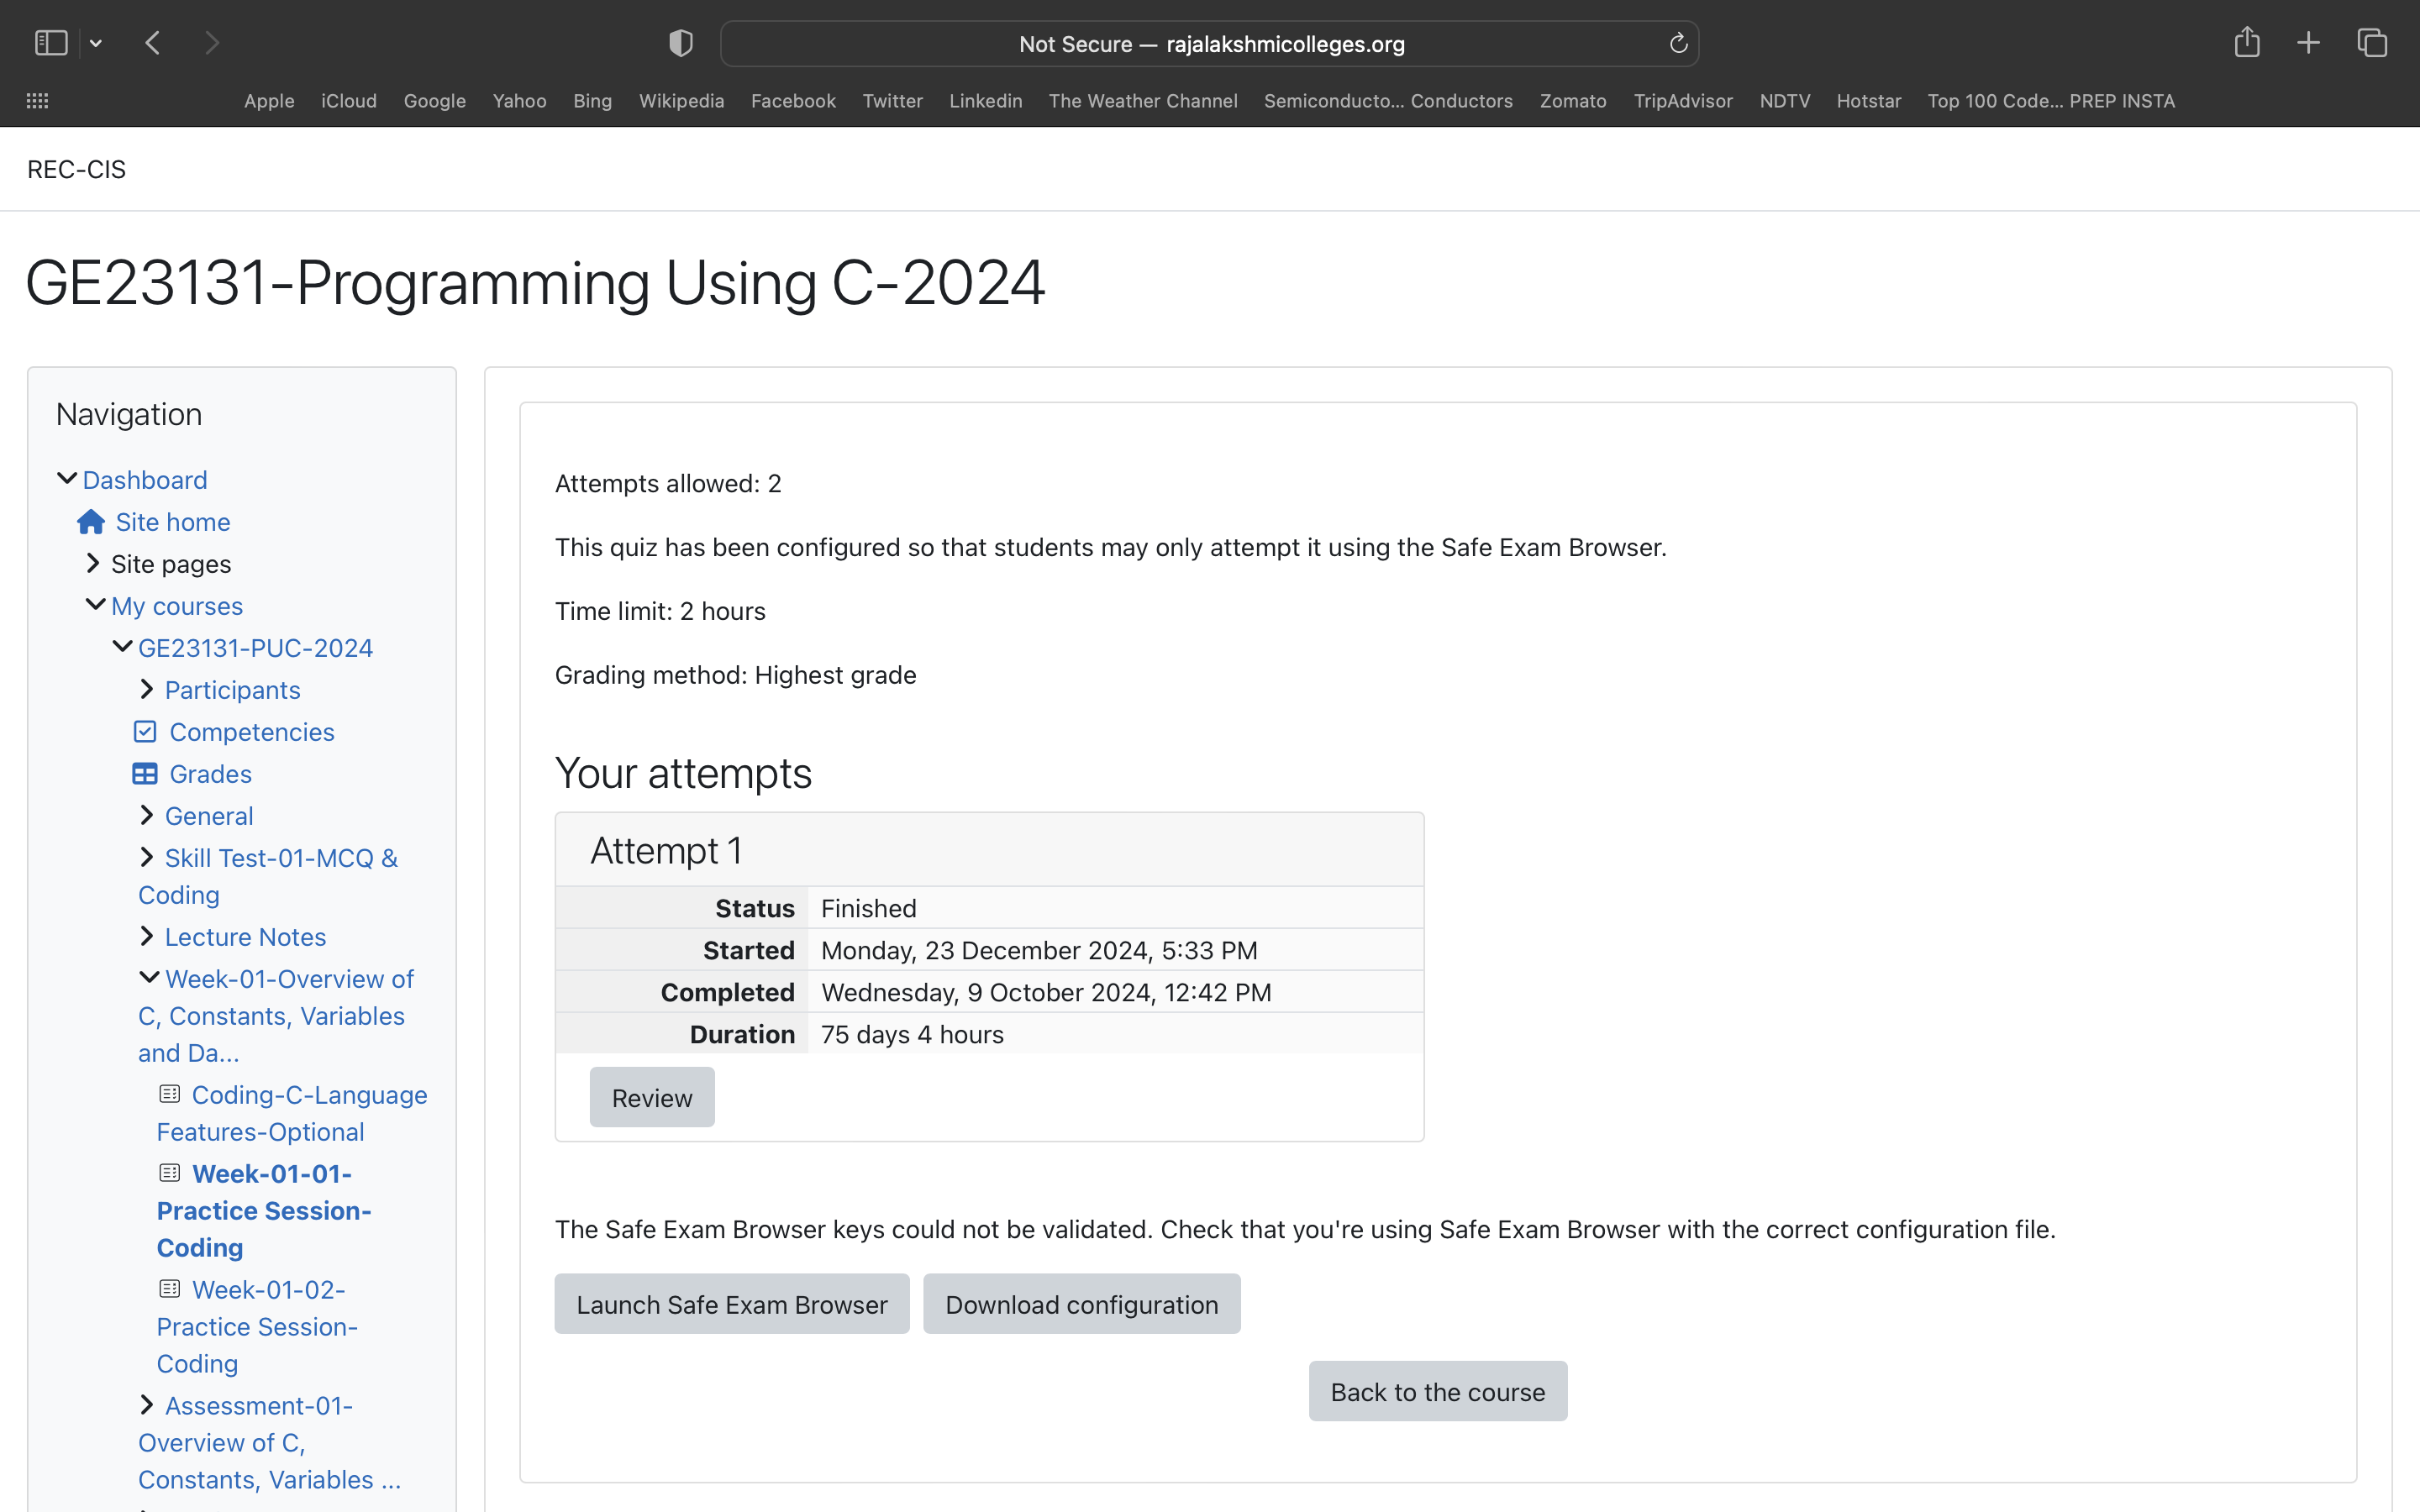 Not Secure — rajalakshmicolleges.org
Apple iCloud Google Yahoo Bing Wikipedia Facebook Twitter Linkedin The Weather Channel Semiconducto... Conductors Zomato TripAdvisor NDTV Hotstar Top 100 Code... PREP INSTA
REC-CIS
GE23131-Programming Using C-2024
Navigation
Dashboard
Site home
Site pages
My courses
GE23131-PUC-2024
Participants
Competencies
Grades
General
Skill Test-01-MCQ &
Coding
Lecture Notes
Week-01-Overview of
C, Constants, Variables
and Da...
Coding-C-Language
Features-Optional
Week-01-01-
Practice Session-
Coding
Week-01-02-
Practice Session-
Coding
Assessment-01-
Overview of C,
Constants, Variables ...
Attempts allowed: 2
This quiz has been configured so that students may only attempt it using the Safe Exam Browser.
Time limit: 2 hours
Grading method: Highest grade
Your attempts
Attempt 1
Status Finished
Started Monday, 23 December 2024, 5:33 PM
Completed Wednesday, 9 October 2024, 12:42 PM
Duration 75 days 4 hours
Review
The Safe Exam Browser keys could not be validated. Check that you're using Safe Exam Browser with the correct configuration file.
Launch Safe Exam Browser Download configuration
Back to the course